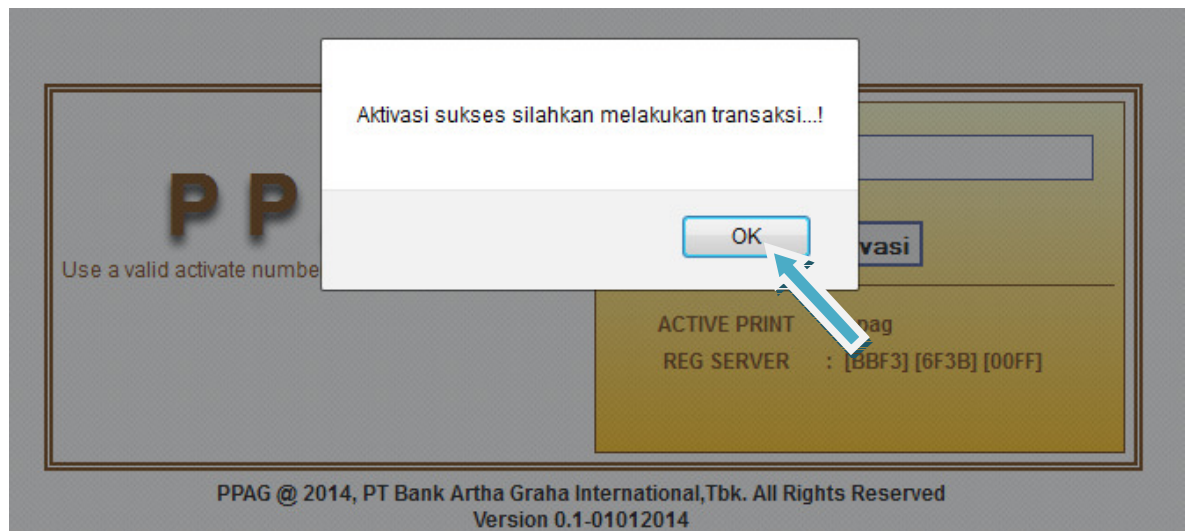 Aktivasi sukses silahkan melakukan transaksi...!
OK
P P
Use a valid activate numbe
vasi
ACTIVE PRINT pag
REG SERVER : [BBF3] [6F3B] [00FF]
PPAG @ 2014, PT Bank Artha Graha International,Tbk. All Rights Reserved
Version 0.1-01012014